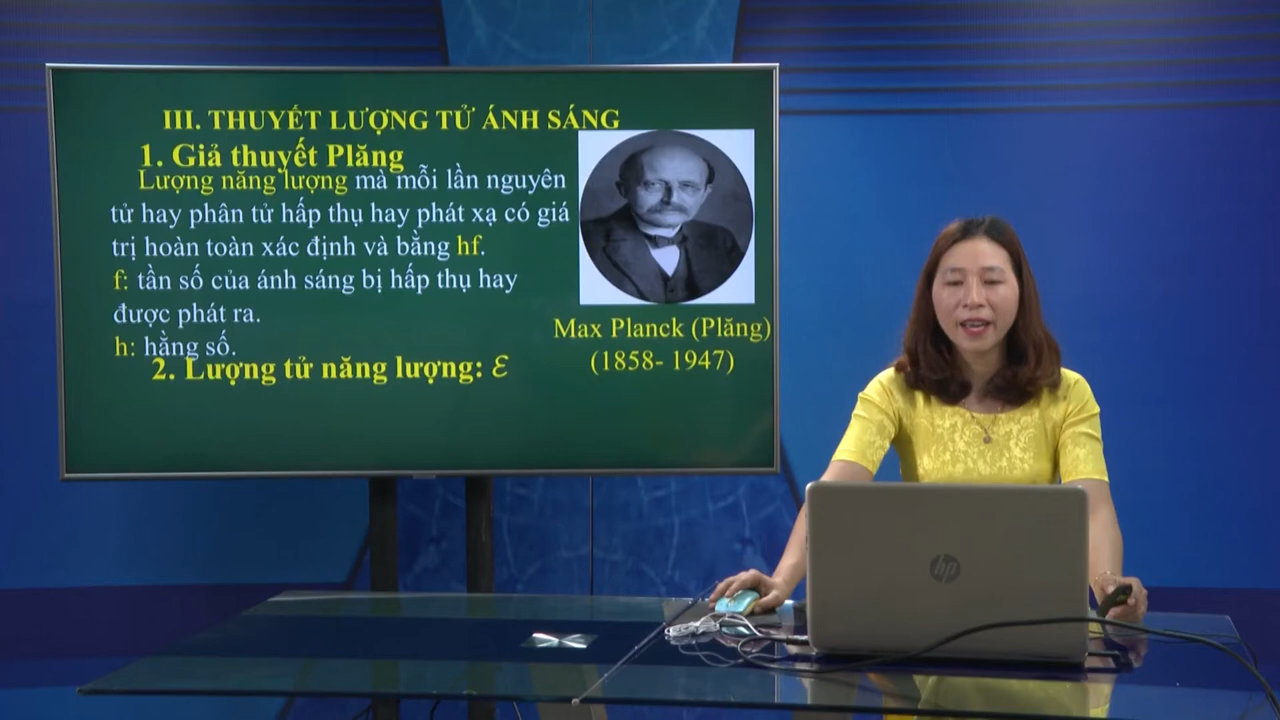 III. THUYẾT LƯỢNG TỬ ÁNH SÁNG
1. Giả thuyết Plăng
Lượng năng lượng mà mỗi lần nguyên
tử hay phân tử hấp thụ hay phát xạ có giá
trị hoàn toàn xác định và bằng hf.
f: tần số của ánh sáng bị hấp thụ hay
được phát ra.
h: hằng số.
2. Lượng tử năng lượng: ℰ
Max Planck (Plăng)
(1858- 1947)
hp